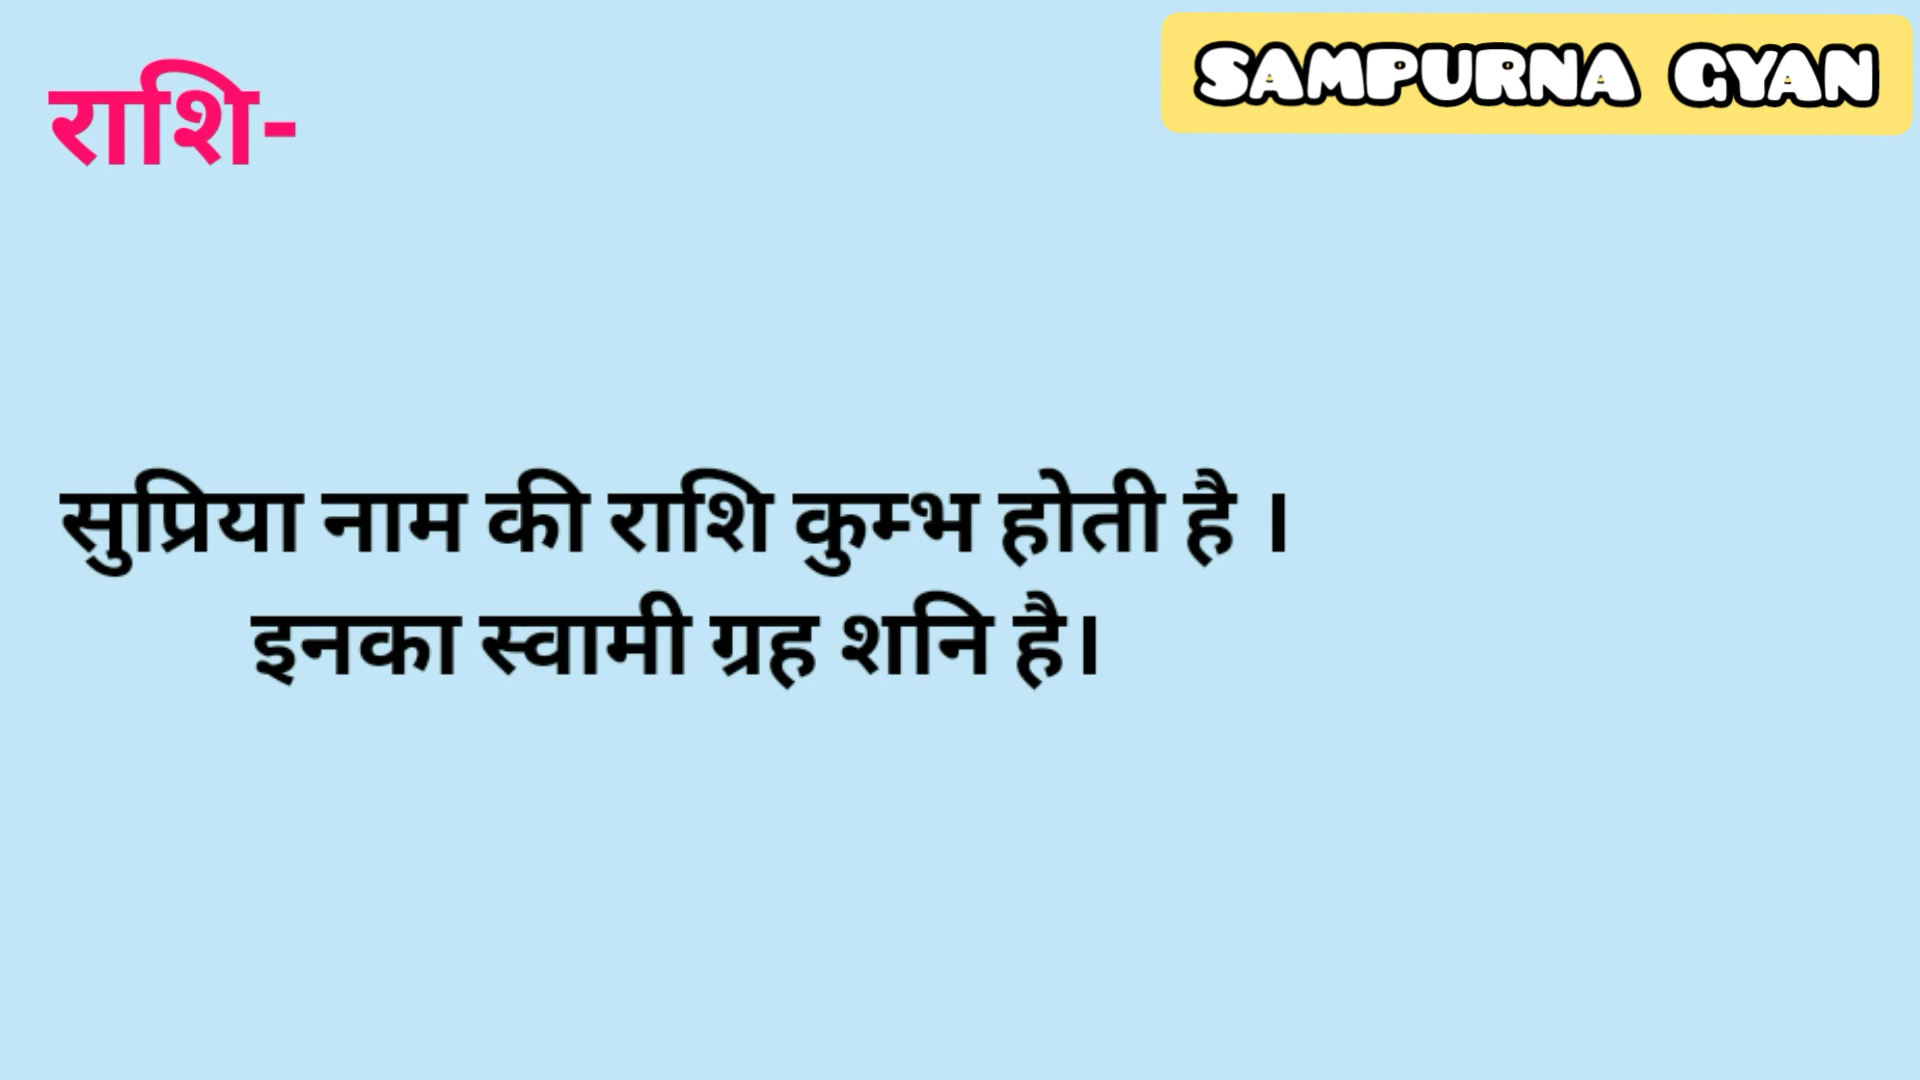 राशि-
SAMPURNA GYAN
सुप्रिया नाम की राशि कुम्भ होती है ।
इनका स्वामी ग्रह शनि है।